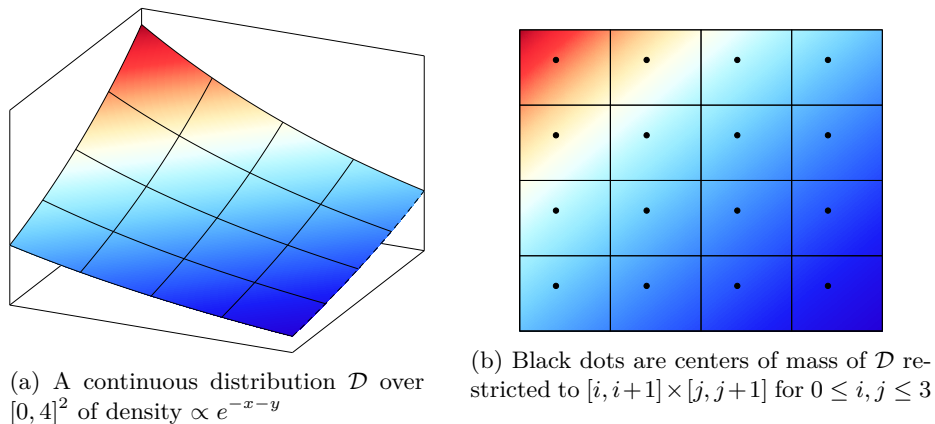 (a) A continuous distribution 𝒟 over
[0, 4]² of density ∝ e⁻ˣ⁻ʸ
(b) Black dots are centers of mass of 𝒟 re-
stricted to [i, i+1]×[j, j+1] for 0 ≤ i, j ≤ 3